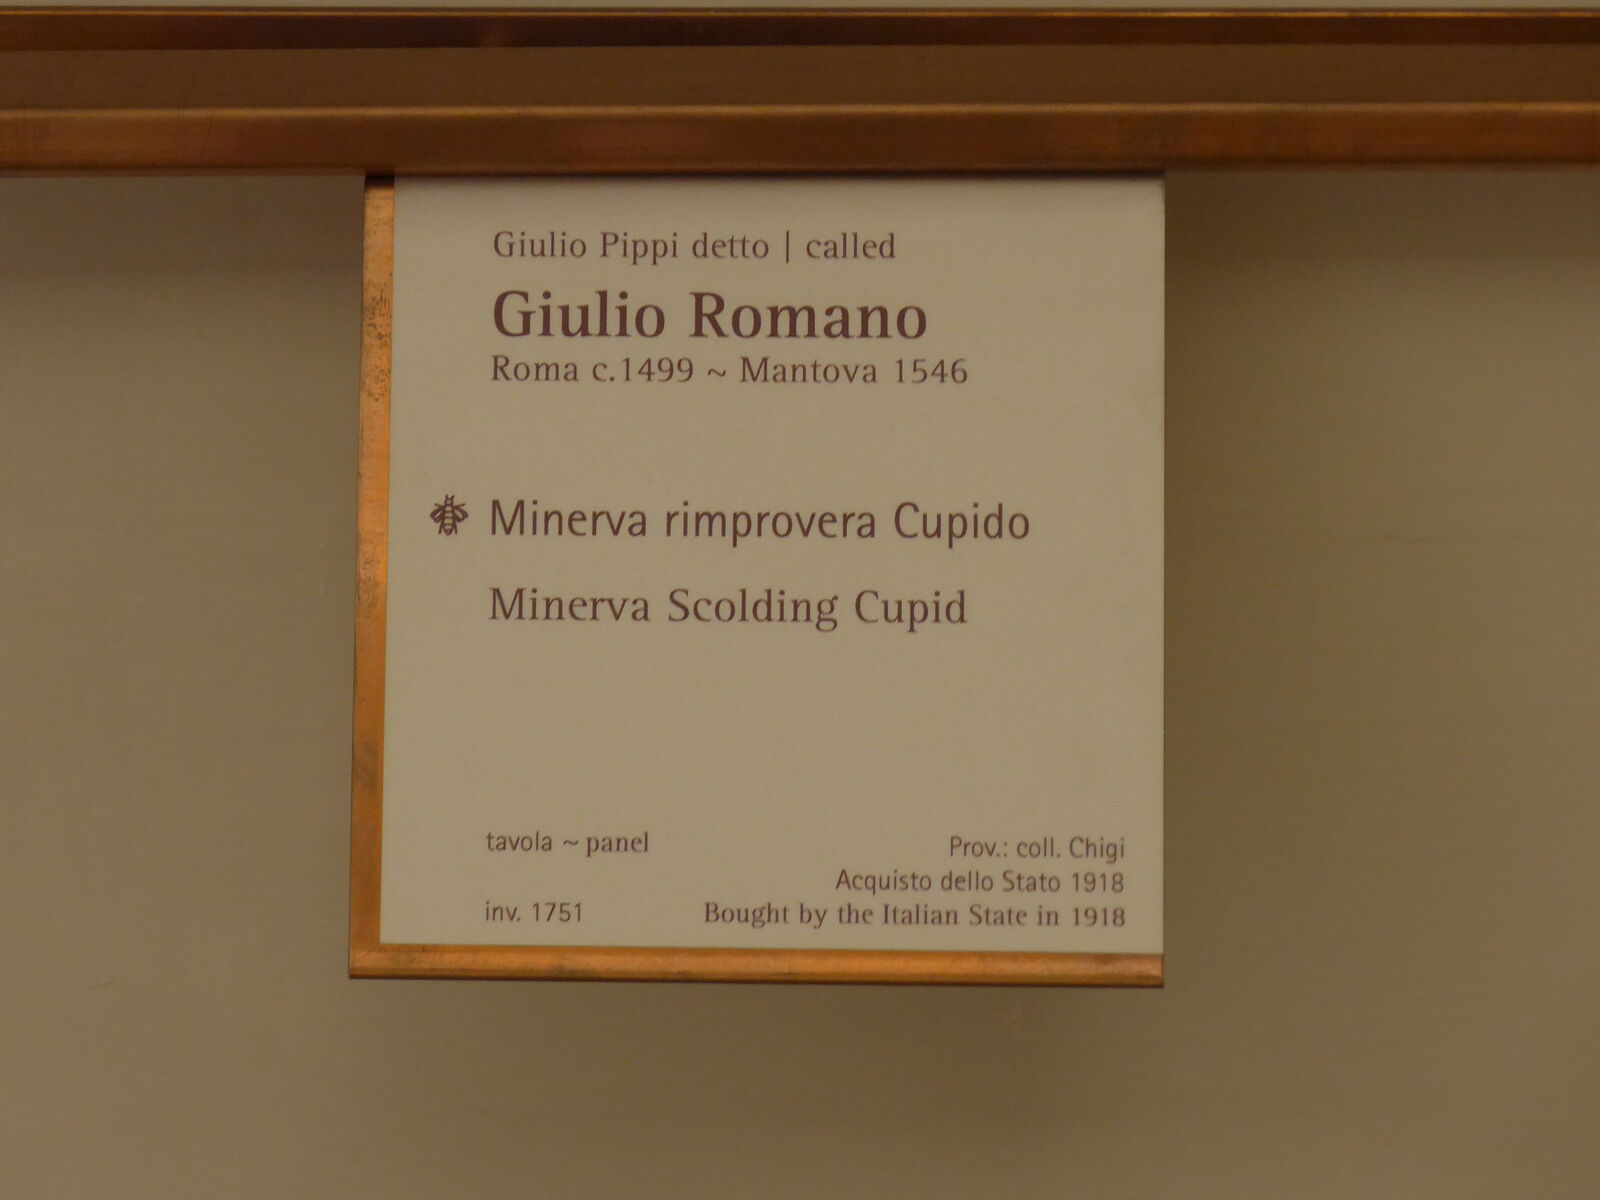 Giulio Pippi detto | called
Giulio Romano
Roma c.1499 ~ Mantova 1546
Minerva rimprovera Cupido
Minerva Scolding Cupid
tavola ~ panel
inv. 1751
Prov.: coll. Chigi
Acquisto dello Stato 1918
Bought by the Italian State in 1918